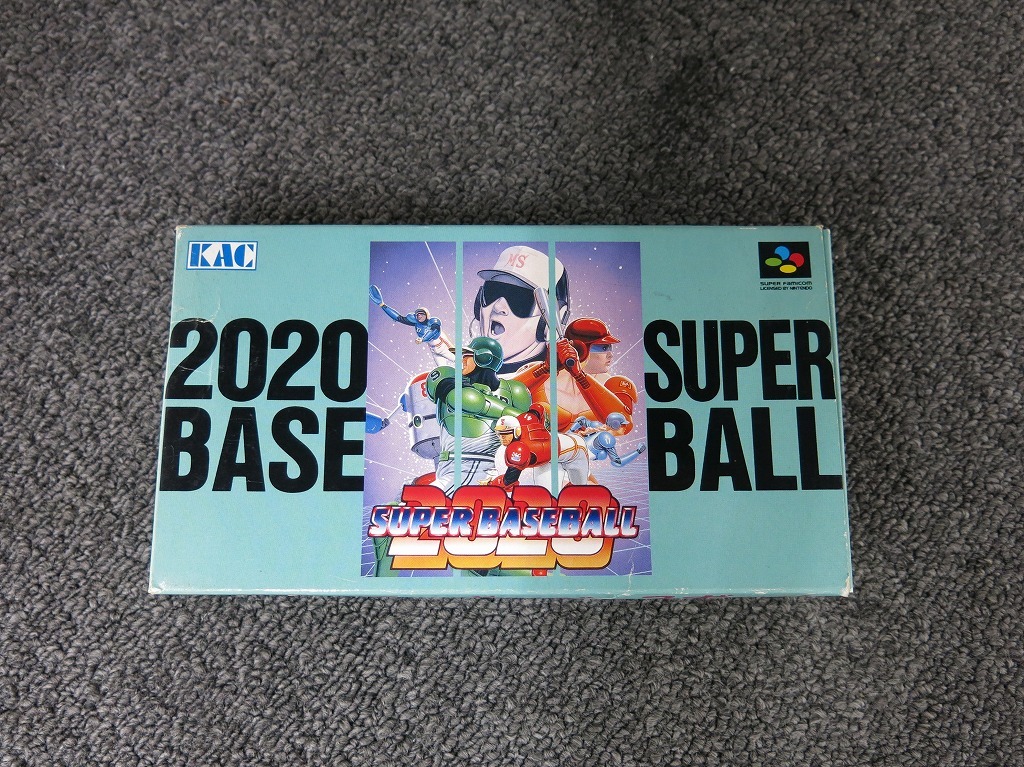 KAC
SUPER FAMICOM
LICENSED BY NINTENDO
MS
2020 SUPER
BASE BALL
2020
SUPER BASEBALL